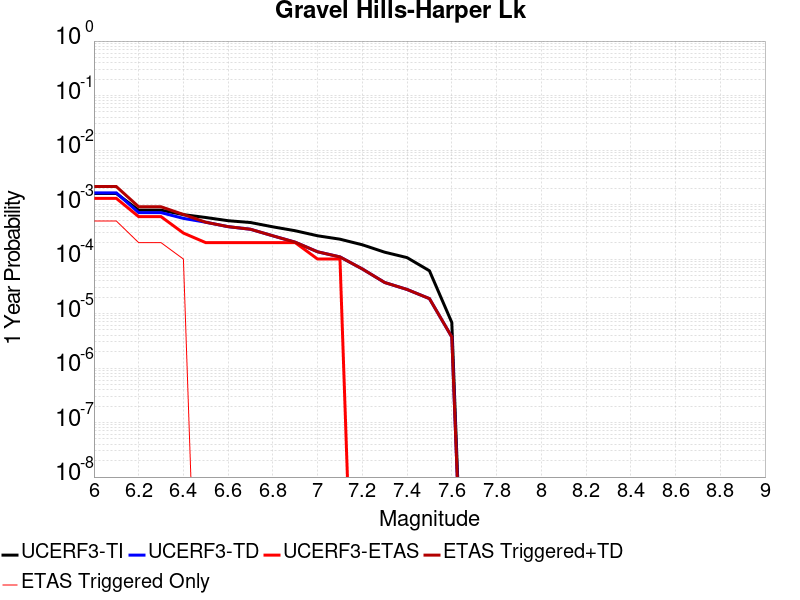 Gravel Hills-Harper Lk
10^0
10^-1
10^-2
10^-3
10^-4
10^-5
10^-6
10^-7
10^-8
1 Year Probability
6 6.2 6.4 6.6 6.8 7 7.2 7.4 7.6 7.8 8 8.2 8.4 8.6 8.8 9
Magnitude
UCERF3-TI UCERF3-TD UCERF3-ETAS ETAS Triggered+TD
ETAS Triggered Only